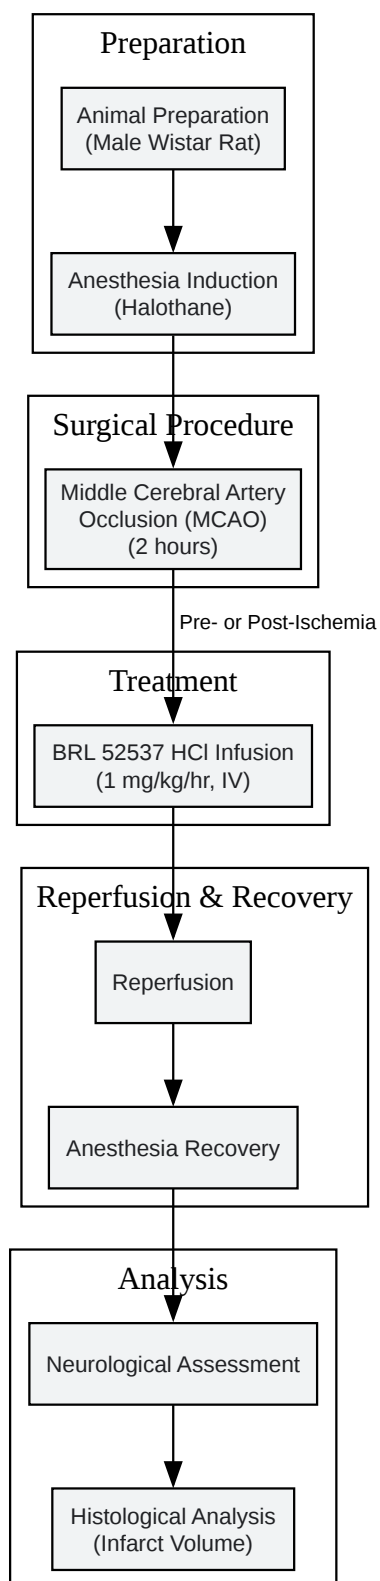 Preparation
Animal Preparation
(Male Wistar Rat)
Anesthesia Induction
(Halothane)
Surgical Procedure
Middle Cerebral Artery
Occlusion (MCAO)
(2 hours)
Pre- or Post-Ischemia
Treatment
BRL 52537 HCl Infusion
(1 mg/kg/hr, IV)
Reperfusion & Recovery
Reperfusion
Anesthesia Recovery
Analysis
Neurological Assessment
Histological Analysis
(Infarct Volume)